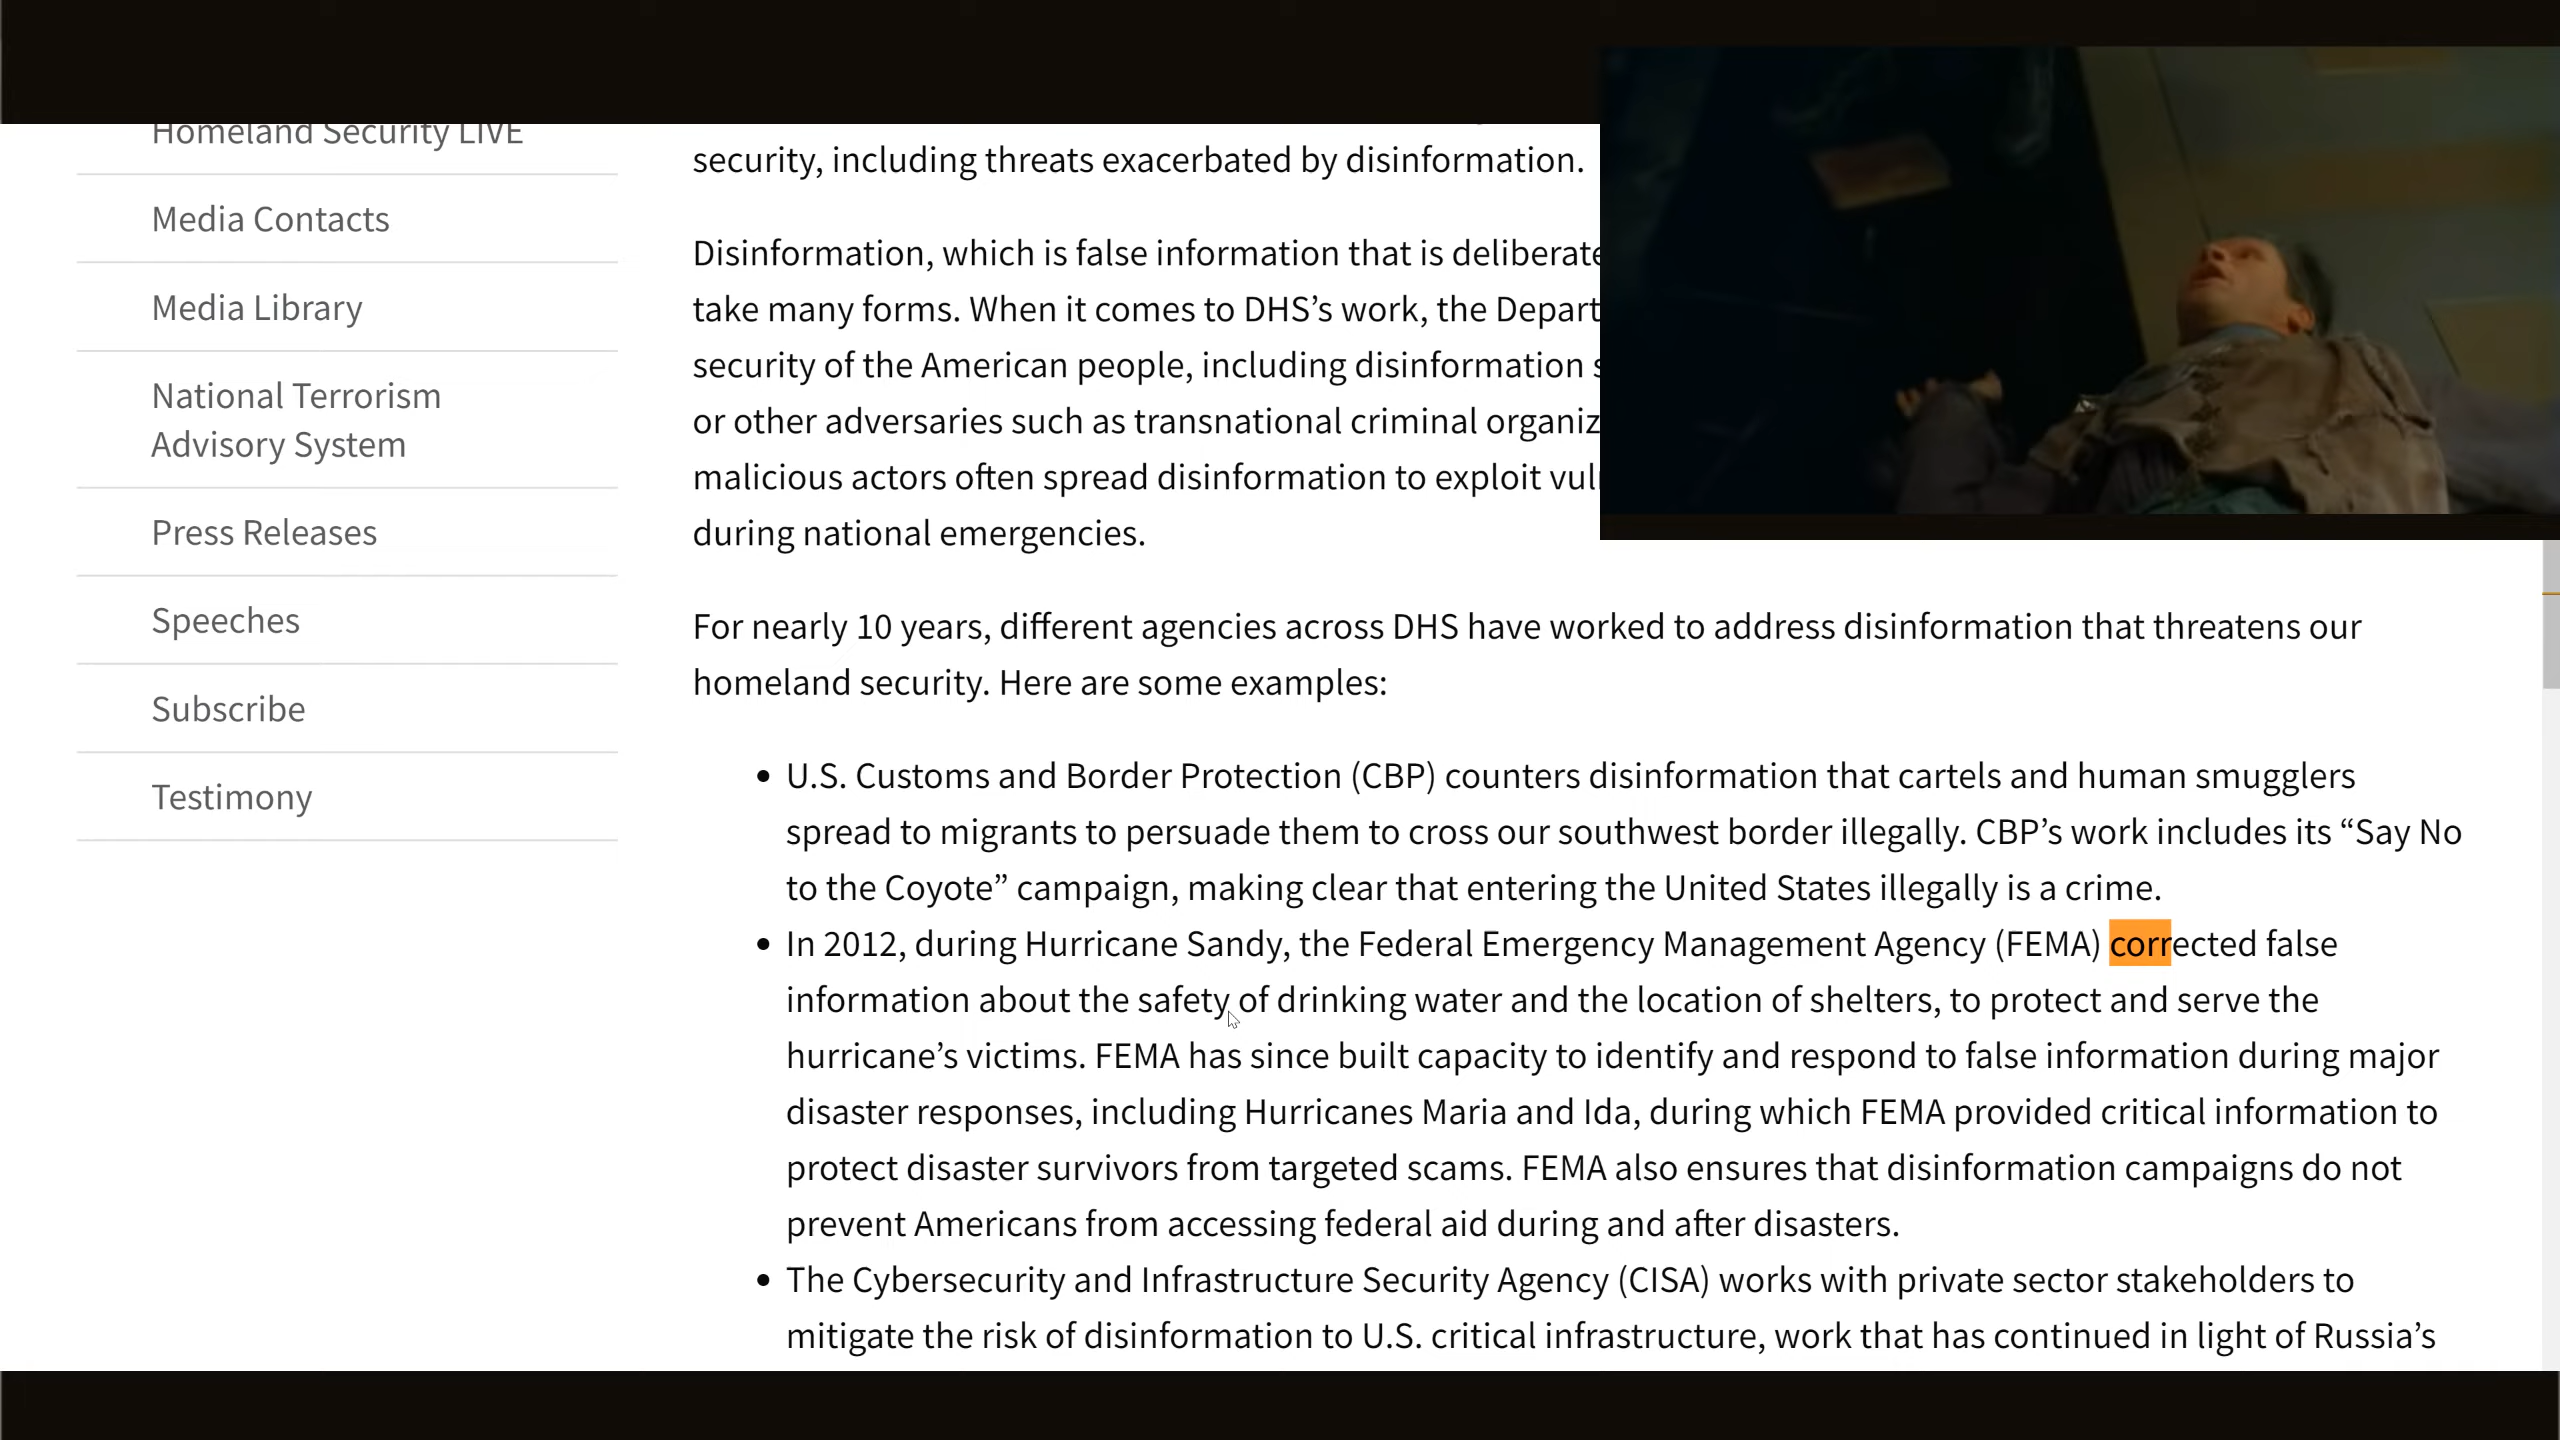 Homeland Security LIVE
Media Contacts
Media Library
National Terrorism
Advisory System
Press Releases
Speeches
Subscribe
Testimony
security, including threats exacerbated by disinformation.
Disinformation, which is false information that is deliberate
take many forms. When it comes to DHS’s work, the Depart
security of the American people, including disinformation s
or other adversaries such as transnational criminal organiz
malicious actors often spread disinformation to exploit vul
during national emergencies.
For nearly 10 years, different agencies across DHS have worked to address disinformation that threatens our
homeland security. Here are some examples:
• U.S. Customs and Border Protection (CBP) counters disinformation that cartels and human smugglers
spread to migrants to persuade them to cross our southwest border illegally. CBP’s work includes its “Say No
to the Coyote” campaign, making clear that entering the United States illegally is a crime.
• In 2012, during Hurricane Sandy, the Federal Emergency Management Agency (FEMA) corrected false
information about the safety of drinking water and the location of shelters, to protect and serve the
hurricane’s victims. FEMA has since built capacity to identify and respond to false information during major
disaster responses, including Hurricanes Maria and Ida, during which FEMA provided critical information to
protect disaster survivors from targeted scams. FEMA also ensures that disinformation campaigns do not
prevent Americans from accessing federal aid during and after disasters.
• The Cybersecurity and Infrastructure Security Agency (CISA) works with private sector stakeholders to
mitigate the risk of disinformation to U.S. critical infrastructure, work that has continued in light of Russia’s